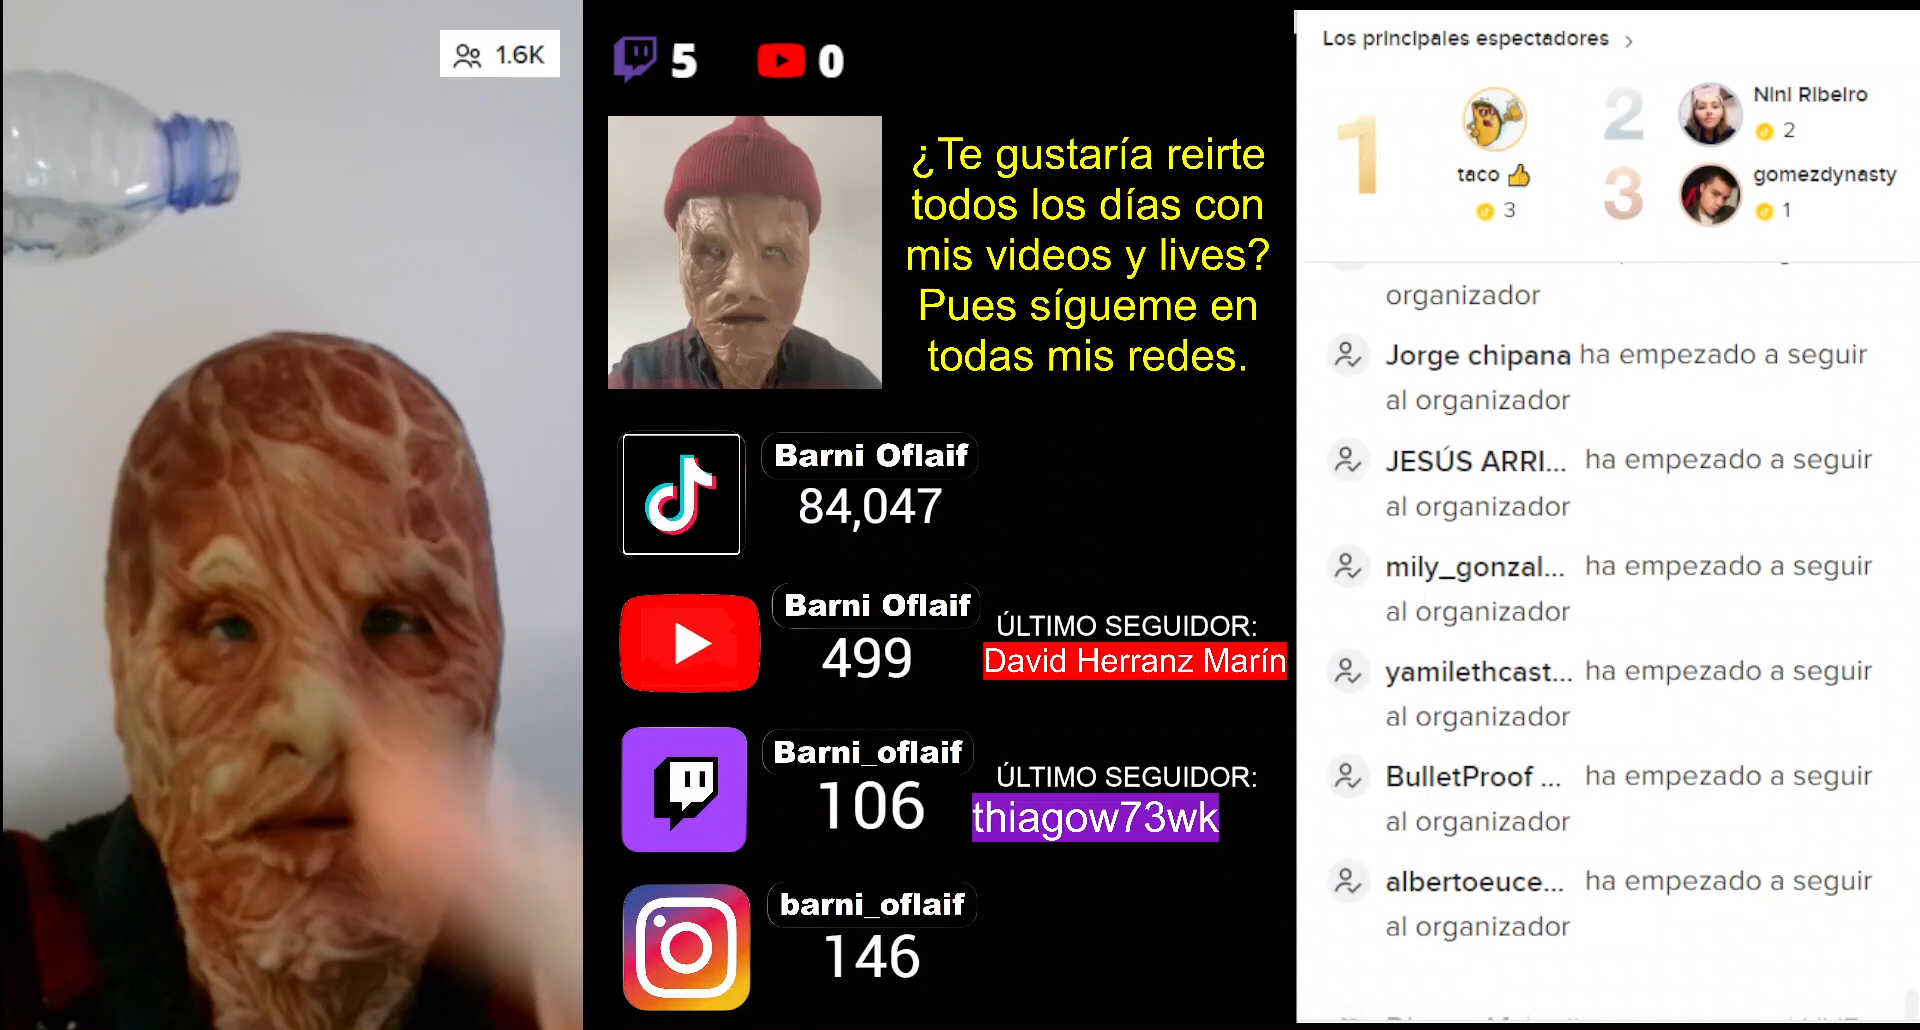 1.6K
5
0
¿Te gustaría reirte
todos los días con
mis videos y lives?
Pues sígueme en
todas mis redes.
Barni Oflaif
84,047
Barni Oflaif
499
ÚLTIMO SEGUIDOR:
David Herranz Marín
Barni_oflaif
106
ÚLTIMO SEGUIDOR:
thiagow73wk
barni_oflaif
146
Los principales espectadores
1
taco 👍
3
2
Nini Ribeiro
2
3
gomezdynasty
1
organizador
Jorge chipana ha empezado a seguir
al organizador
JESÚS ARRI... ha empezado a seguir
al organizador
mily_gonzal... ha empezado a seguir
al organizador
yamilethcast... ha empezado a seguir
al organizador
BulletProof ... ha empezado a seguir
al organizador
albertoeuce... ha empezado a seguir
al organizador